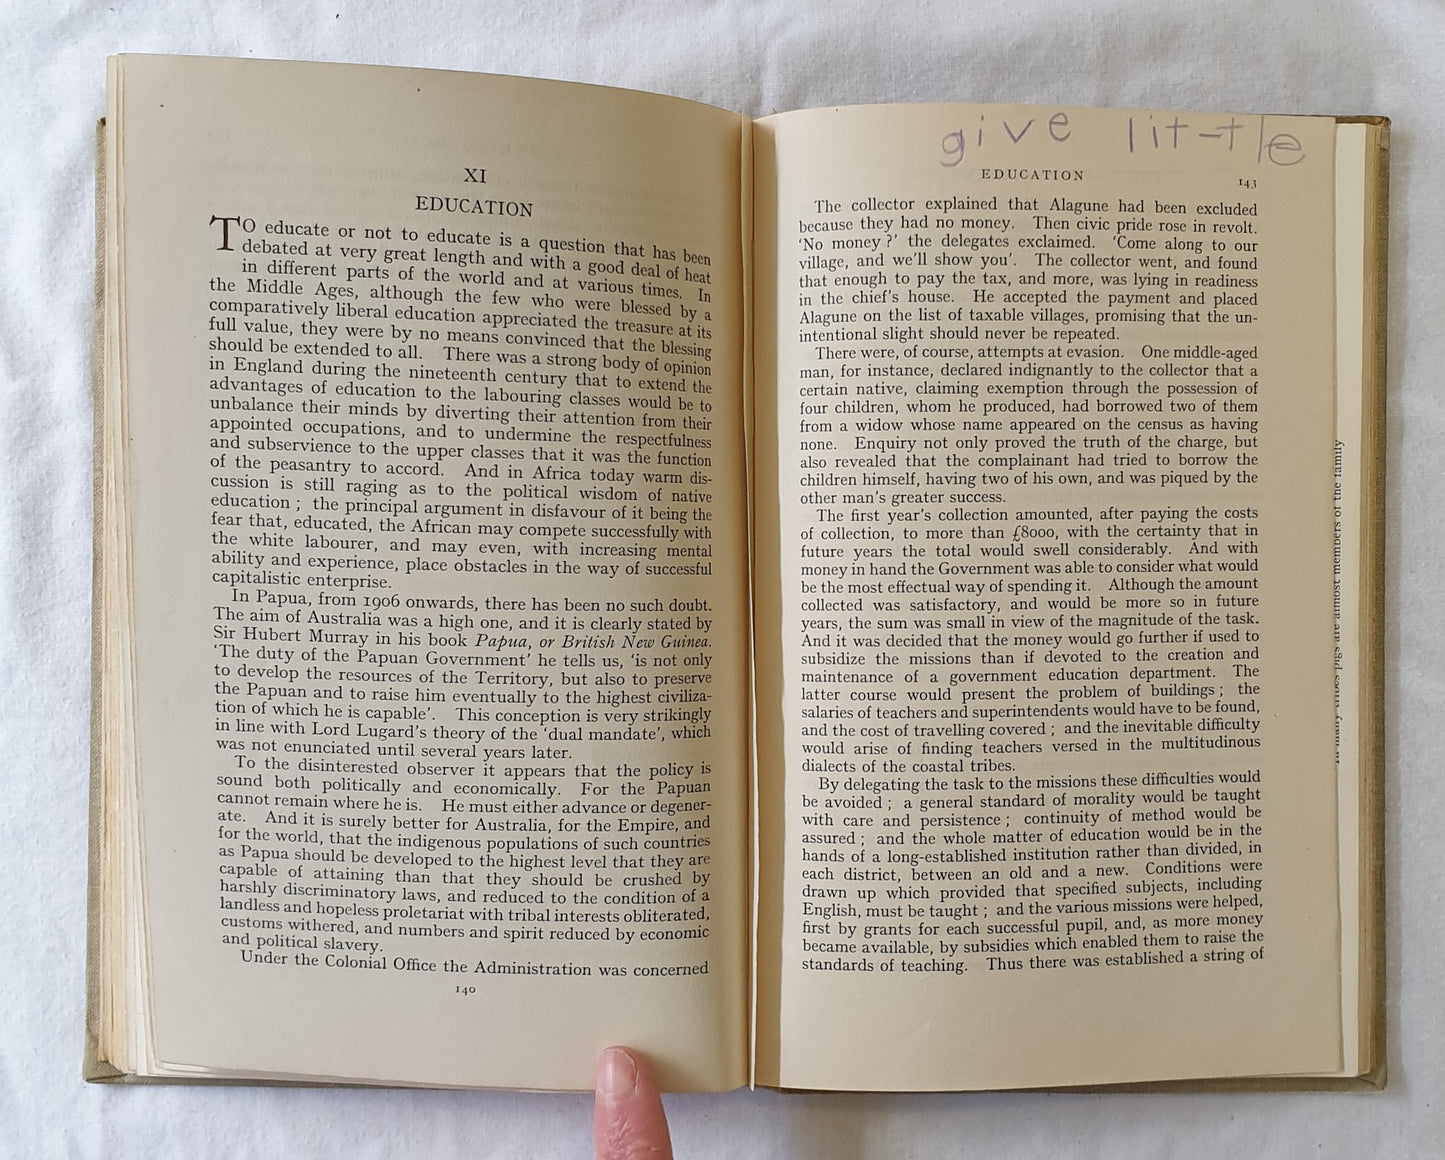 XI
EDUCATION
TO educate or not to educate is a question that has been
debated at very great length and with a good deal of heat
in different parts of the world and at various times. In
the Middle Ages, although the few who were blessed by a
comparatively liberal education appreciated the treasure at its
full value, they were by no means convinced that the blessing
should be extended to all. There was a strong body of opinion
in England during the nineteenth century that to extend the
advantages of education to the labouring classes would be to
unbalance their minds by diverting their attention from their
appointed occupations, and to undermine the respectfulness
and subservience to the upper classes that it was the function
of the peasantry to accord. And in Africa today warm dis-
cussion is still raging as to the political wisdom of native
education ; the principal argument in disfavour of it being the
fear that, educated, the African may compete successfully with
the white labourer, and may even, with increasing mental
ability and experience, place obstacles in the way of successful
capitalistic enterprise.
In Papua, from 1906 onwards, there has been no such doubt.
The aim of Australia was a high one, and it is clearly stated by
Sir Hubert Murray in his book Papua, or British New Guinea.
'The duty of the Papuan Government' he tells us, 'is not only
to develop the resources of the Territory, but also to preserve
the Papuan and to raise him eventually to the highest civiliza-
tion of which he is capable'. This conception is very strikingly
in line with Lord Lugard's theory of the 'dual mandate', which
was not enunciated until several years later.
To the disinterested observer it appears that the policy is
sound both politically and economically. For the Papuan
cannot remain where he is. He must either advance or degener-
ate. And it is surely better for Australia, for the Empire, and
for the world, that the indigenous populations of such countries
as Papua should be developed to the highest level that they are
capable of attaining than that they should be crushed by
harshly discriminatory laws, and reduced to the condition of a
landless and hopeless proletariat with tribal interests obliterated,
customs withered, and numbers and spirit reduced by economic
and political slavery.
Under the Colonial Office the Administration was concerned
140
give little
EDUCATION 143
The collector explained that Alagune had been excluded
because they had no money. Then civic pride rose in revolt.
'No money ?' the delegates exclaimed. 'Come along to our
village, and we'll show you'. The collector went, and found
that enough to pay the tax, and more, was lying in readiness
in the chief's house. He accepted the payment and placed
Alagune on the list of taxable villages, promising that the un-
intentional slight should never be repeated.
There were, of course, attempts at evasion. One middle-aged
man, for instance, declared indignantly to the collector that a
certain native, claiming exemption through the possession of
four children, whom he produced, had borrowed two of them
from a widow whose name appeared on the census as having
none. Enquiry not only proved the truth of the charge, but
also revealed that the complainant had tried to borrow the
children himself, having two of his own, and was piqued by the
other man's greater success.
The first year's collection amounted, after paying the costs
of collection, to more than £8000, with the certainty that in
future years the total would swell considerably. And with
money in hand the Government was able to consider what would
be the most effectual way of spending it. Although the amount
collected was satisfactory, and would be more so in future
years, the sum was small in view of the magnitude of the task.
And it was decided that the money would go further if used to
subsidize the missions than if devoted to the creation and
maintenance of a government education department. The
latter course would present the problem of buildings ; the
salaries of teachers and superintendents would have to be found,
and the cost of travelling covered ; and the inevitable difficulty
would arise of finding teachers versed in the multitudinous
dialects of the coastal tribes.
By delegating the task to the missions these difficulties would
be avoided ; a general standard of morality would be taught
with care and persistence ; continuity of method would be
assured ; and the whole matter of education would be in the
hands of a long-established institution rather than divided, in
each district, between an old and a new. Conditions were
drawn up which provided that specified subjects, including
English, must be taught ; and the various missions were helped,
first by grants for each successful pupil, and, as more money
became available, by subsidies which enabled them to raise the
standards of teaching. Thus there was established a string of
In many tribes pigs are almost members of the family